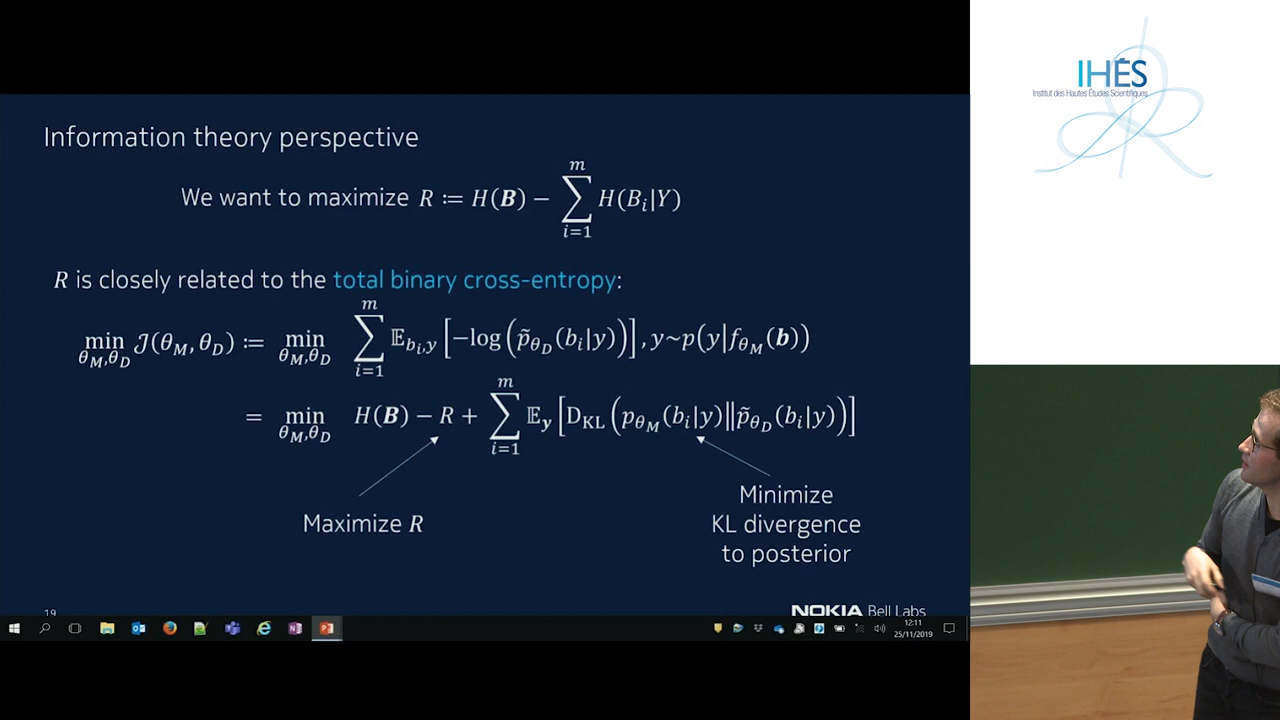 Information theory perspective
We want to maximize R ≔ H(B) − ∑_{i=1}^{m} H(B_i|Y)
R is closely related to the total binary cross-entropy:
min_{θ_M,θ_D} 𝒥(θ_M, θ_D) ≔ min_{θ_M,θ_D} ∑_{i=1}^{m} 𝔼_{b_i,y} [−log(p̃_{θ_D}(b_i|y))], y~p(y|f_{θ_M}(b))
= min_{θ_M,θ_D} H(B) − R + ∑_{i=1}^{m} 𝔼_y [D_KL (p_{θ_M}(b_i|y)‖p̃_{θ_D}(b_i|y))]
Maximize R
Minimize
KL divergence
to posterior
19
NOKIA Bell Labs
12:11
25/11/2019
IHÉS
Institut des Hautes Études Scientifiques